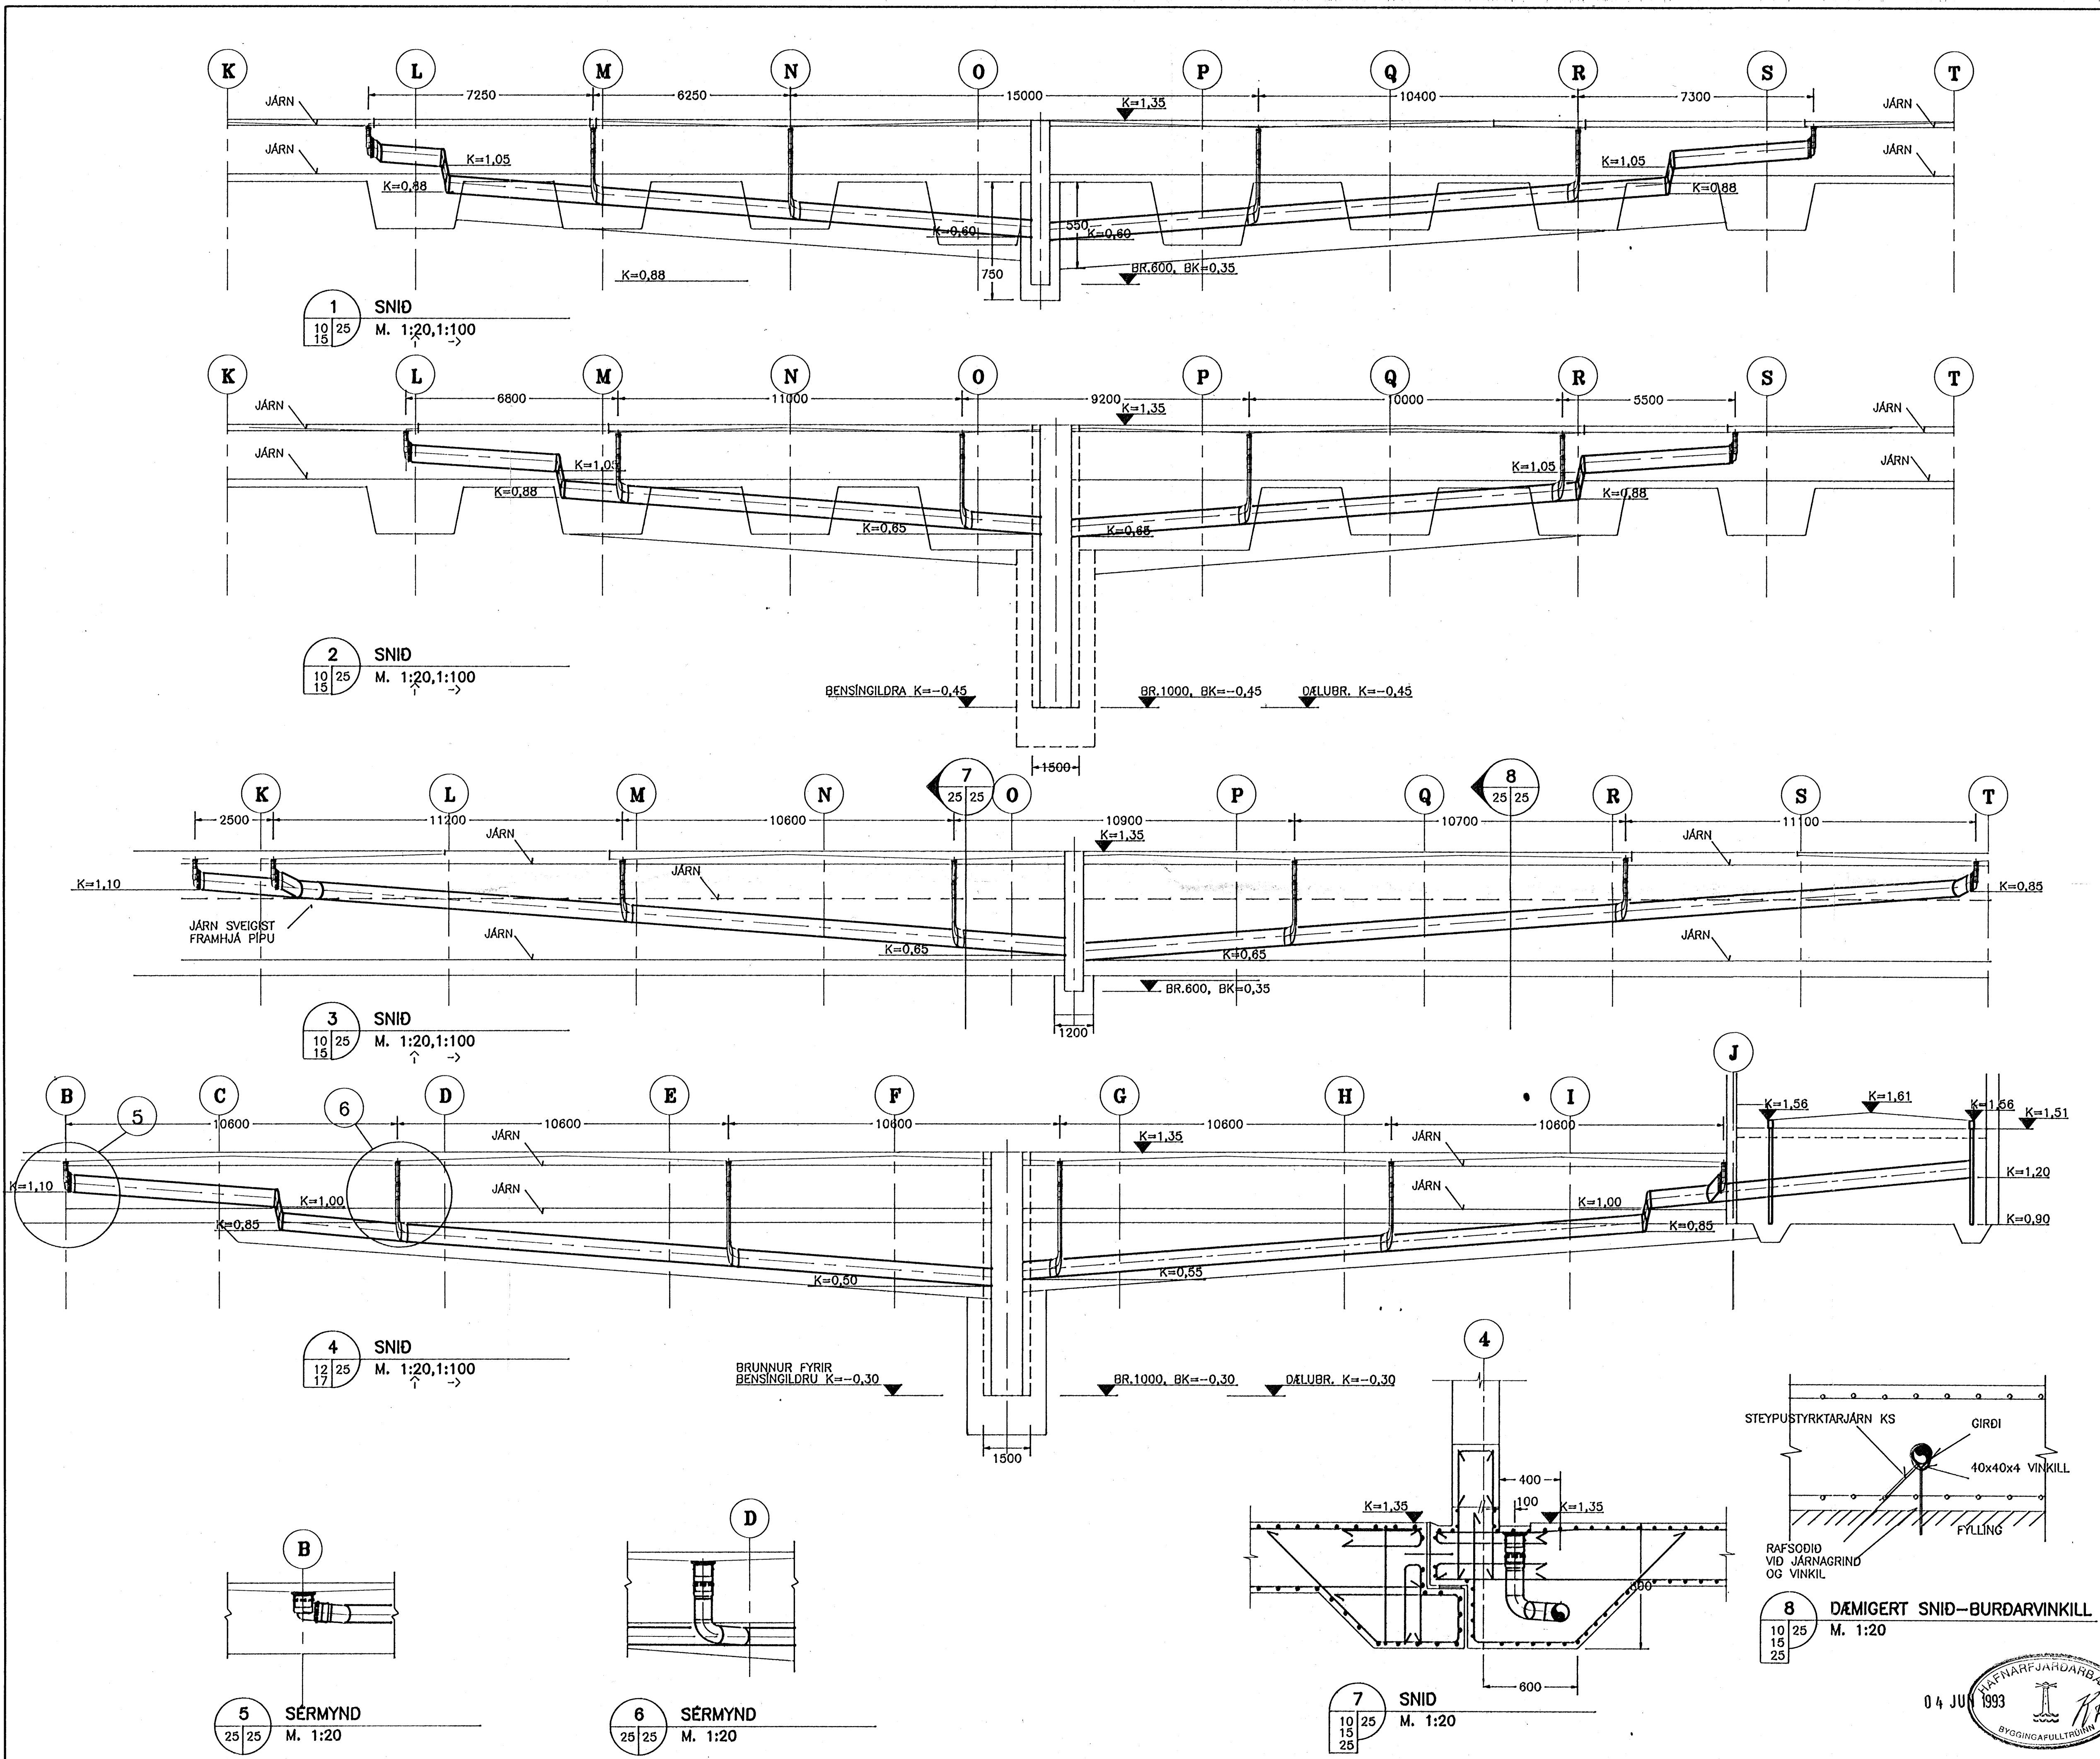 K L M N O P Q R S T
7250 6250 15000 10400 7300
JÁRN K=1,35 JÁRN
JÁRN K=1,05 K=1,05 JÁRN
K=0,88 K=0,88
K=0,60 550 K=0,60
K=0,88 750 BR.600, BK=0,35
1 SNIÐ
10 25 M. 1:20,1:100
15
K L M N O P Q R S T
6800 11000 9200 10000 5500
JÁRN K=1,35 JÁRN
JÁRN K=1,05 K=1,05 JÁRN
K=0,88 K=0,88
K=0,65 K=0,65
2 SNIÐ
10 25 M. 1:20,1:100
15
BENSÍNGILDRA K=-0,45 BR.1000, BK=-0,45 DÆLUBR. K=-0,45
1500
7 8
25 25 25 25
K L M N O P Q R S T
2500 11200 10600 10900 10700 11100
JÁRN K=1,35 JÁRN
JÁRN
K=1,10 K=0,85
JÁRN SVEIGIST
FRAMHJÁ PÍPU
JÁRN JÁRN
K=0,65 K=0,65
BR.600, BK=0,35
1200
3 SNIÐ
10 25 M. 1:20,1:100
15
B C D E F G H I J
5 6
10600 10600 10600 10600 10600
K=1,56 K=1,61 K=1,56 K=1,51
JÁRN K=1,35 JÁRN
K=1,10 JÁRN JÁRN K=1,20
K=1,00 K=1,00
K=0,85 K=0,85 K=0,90
K=0,50 K=0,55
4 SNIÐ
12 25 M. 1:20,1:100
17
BRUNNUR FYRIR
BENSÍNGILDRU K=-0,30 BR.1000, BK=-0,30 DÆLUBR. K=-0,30
1500
B
5 SÉRMYND
25 25 M. 1:20
D
6 SÉRMYND
25 25 M. 1:20
4
400
100
K=1,35 K=1,35
600
7 SNIÐ
10 25 M. 1:20
15
25
STEYPUSTYRKTARJÁRN KS GIRÐI
40x40x4 VINKILL
FYLLING
RAFSOÐIÐ
VIÐ JÁRNAGRIND
OG VINKIL
8 DÆMIGERT SNIÐ-BURÐARVINKILL
10 25 M. 1:20
15
25
04 JUN 1993
BYGGINGAFULLTRÚINN